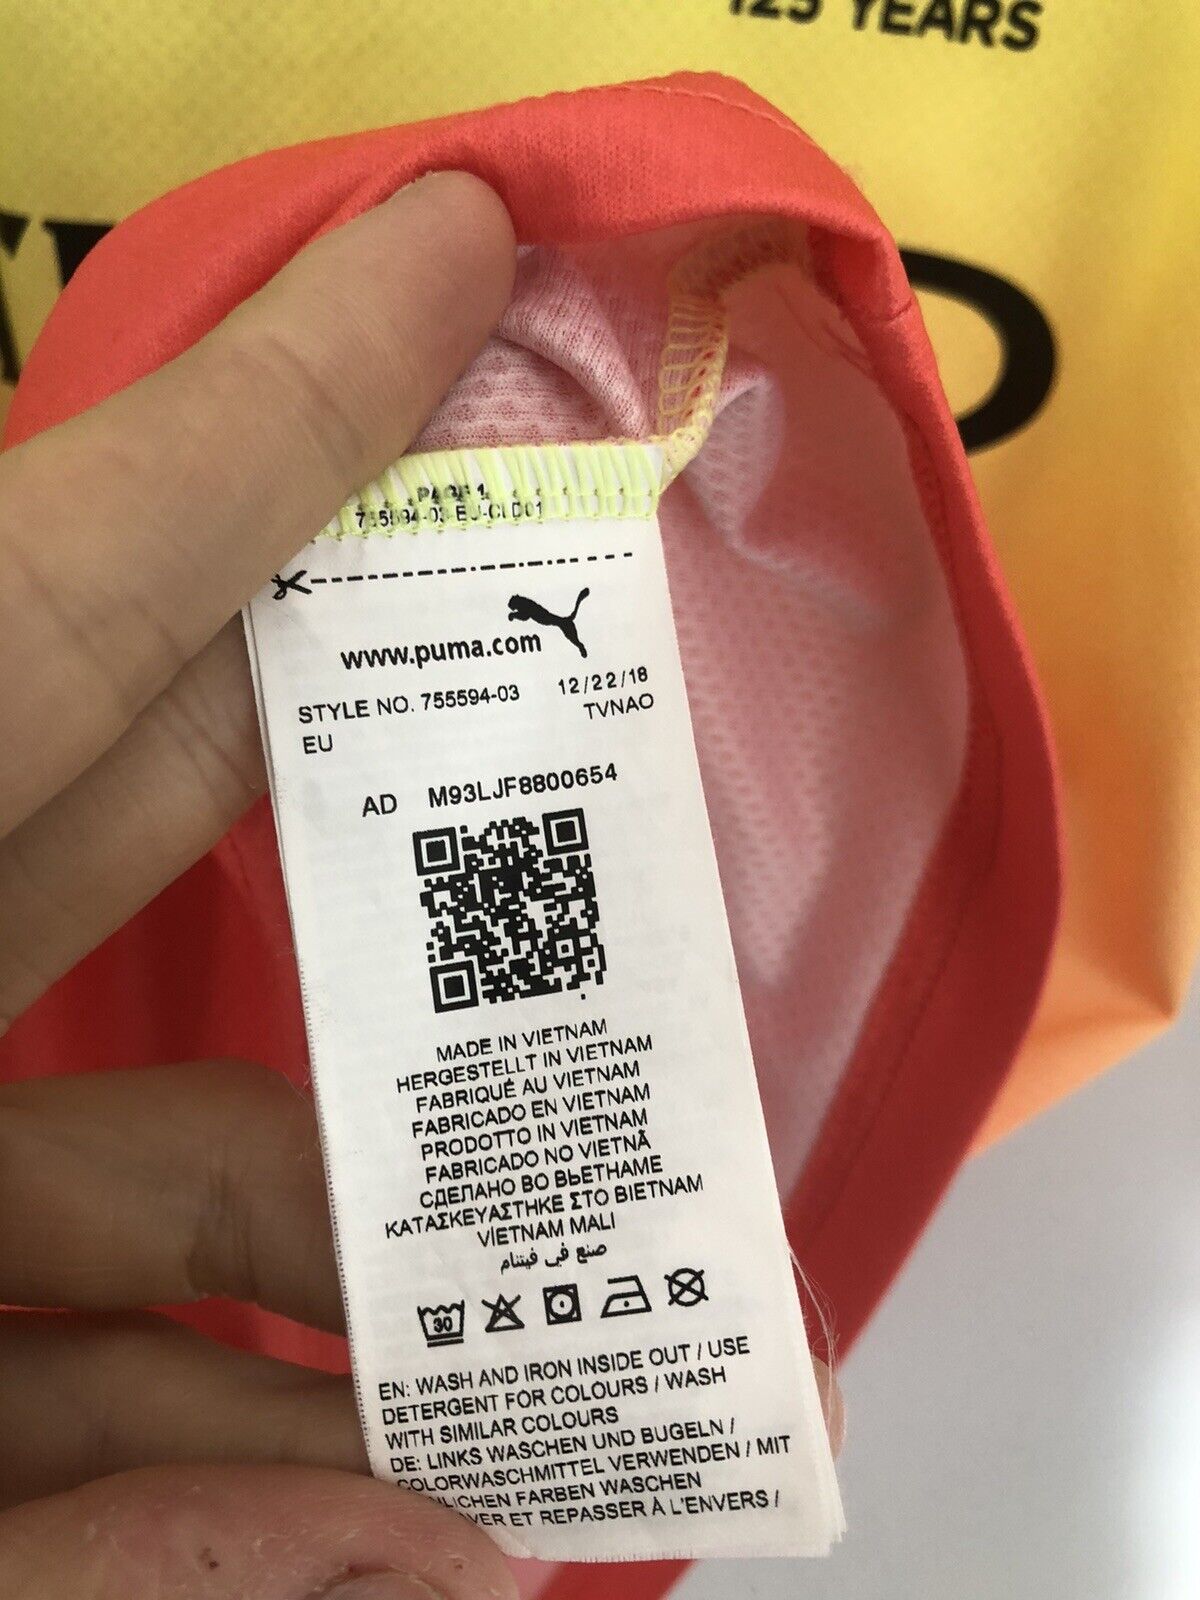 125 YEARS
PAGE 1
755594-03-EU-CLD01
www.puma.com
STYLE NO. 755594-03 12/22/18
EU TVNAO
AD M93LJF8800654
MADE IN VIETNAM
HERGESTELLT IN VIETNAM
FABRIQUÉ AU VIETNAM
FABRICADO EN VIETNAM
PRODOTTO IN VIETNAM
FABRICADO NO VIETNÃ
СДЕЛАНО ВО ВЬЕТНАМЕ
ΚΑΤΑΣΚΕΥΑΣΤΗΚΕ ΣΤΟ ΒΙΕΤΝΑΜ
VIETNAM MALI
صنع في فيتنام
30
EN: WASH AND IRON INSIDE OUT / USE
DETERGENT FOR COLOURS / WASH
WITH SIMILAR COLOURS
DE: LINKS WASCHEN UND BUGELN /
COLORWASCHMITTEL VERWENDEN / MIT
FARBEN WASCHEN
ET REPASSER À L'ENVERS /